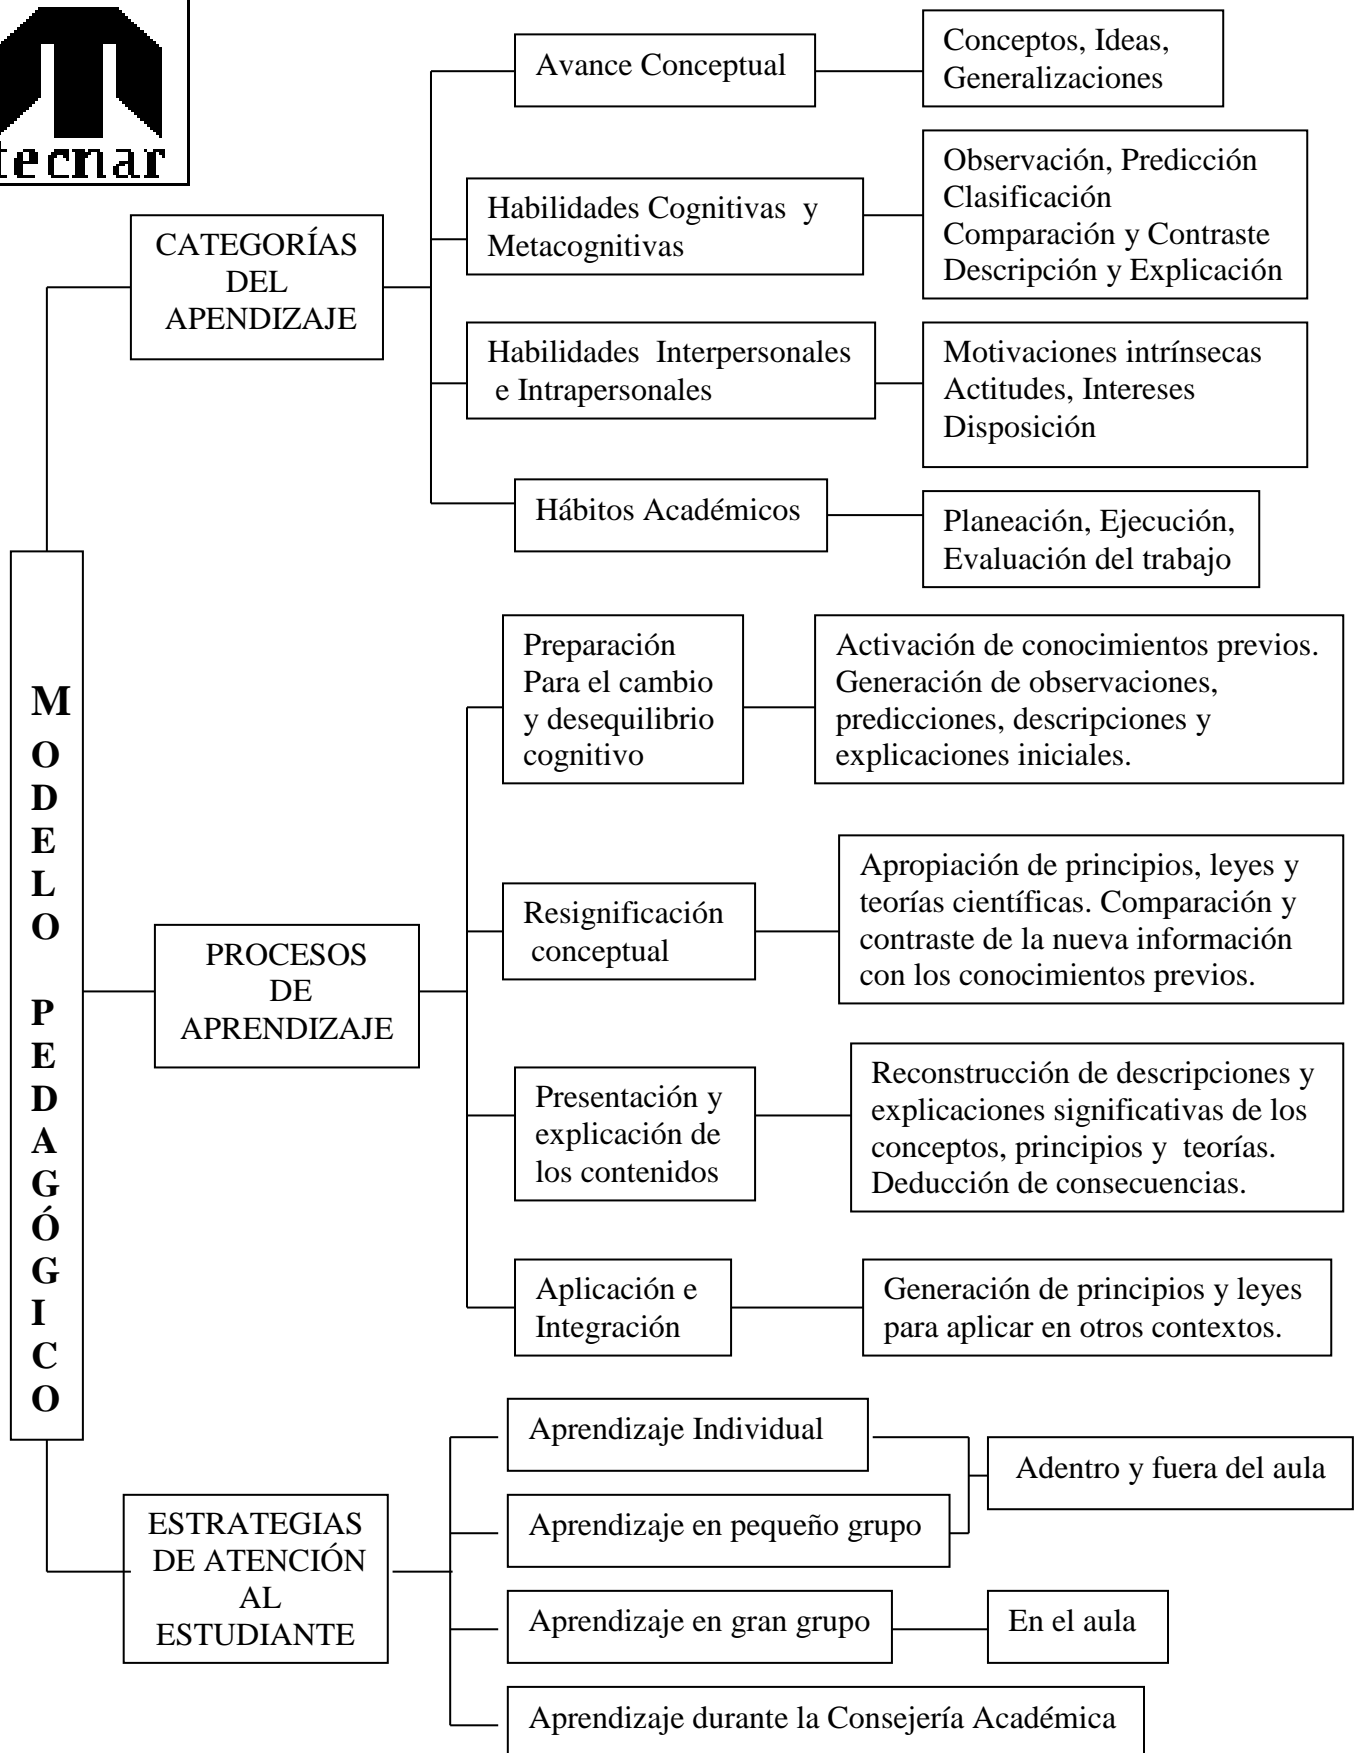 tecnar
MODELO PEDAGÓGICO
CATEGORÍAS
DEL
APENDIZAJE
Avance Conceptual
Conceptos, Ideas,
Generalizaciones
Habilidades Cognitivas y
Metacognitivas
Observación, Predicción
Clasificación
Comparación y Contraste
Descripción y Explicación
Habilidades Interpersonales
e Intrapersonales
Motivaciones intrínsecas
Actitudes, Intereses
Disposición
Hábitos Académicos
Planeación, Ejecución,
Evaluación del trabajo
PROCESOS
DE
APRENDIZAJE
Preparación
Para el cambio
y desequilibrio
cognitivo
Activación de conocimientos previos.
Generación de observaciones,
predicciones, descripciones y
explicaciones iniciales.
Resignificación
conceptual
Apropiación de principios, leyes y
teorías científicas. Comparación y
contraste de la nueva información
con los conocimientos previos.
Presentación y
explicación de
los contenidos
Reconstrucción de descripciones y
explicaciones significativas de los
conceptos, principios y teorías.
Deducción de consecuencias.
Aplicación e
Integración
Generación de principios y leyes
para aplicar en otros contextos.
ESTRATEGIAS
DE ATENCIÓN
AL
ESTUDIANTE
Aprendizaje Individual
Aprendizaje en pequeño grupo
Adentro y fuera del aula
Aprendizaje en gran grupo
En el aula
Aprendizaje durante la Consejería Académica